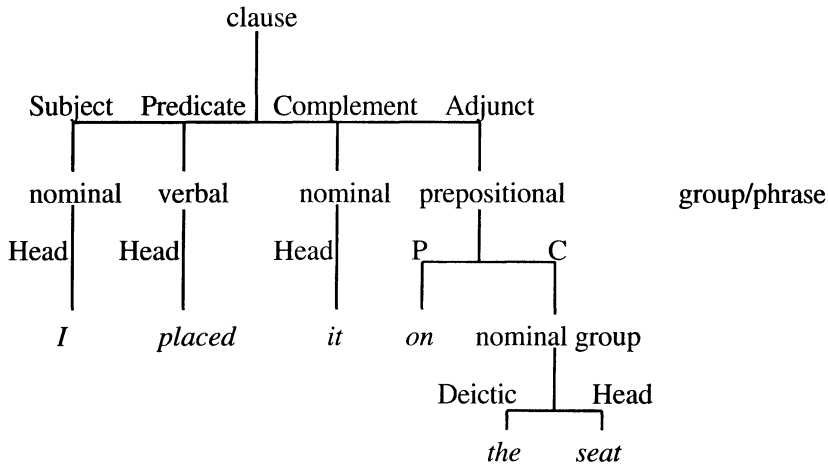 clause
Subject Predicate Complement Adjunct
nominal verbal nominal prepositional group/phrase
Head Head Head P C
I placed it on nominal group
Deictic Head
the seat